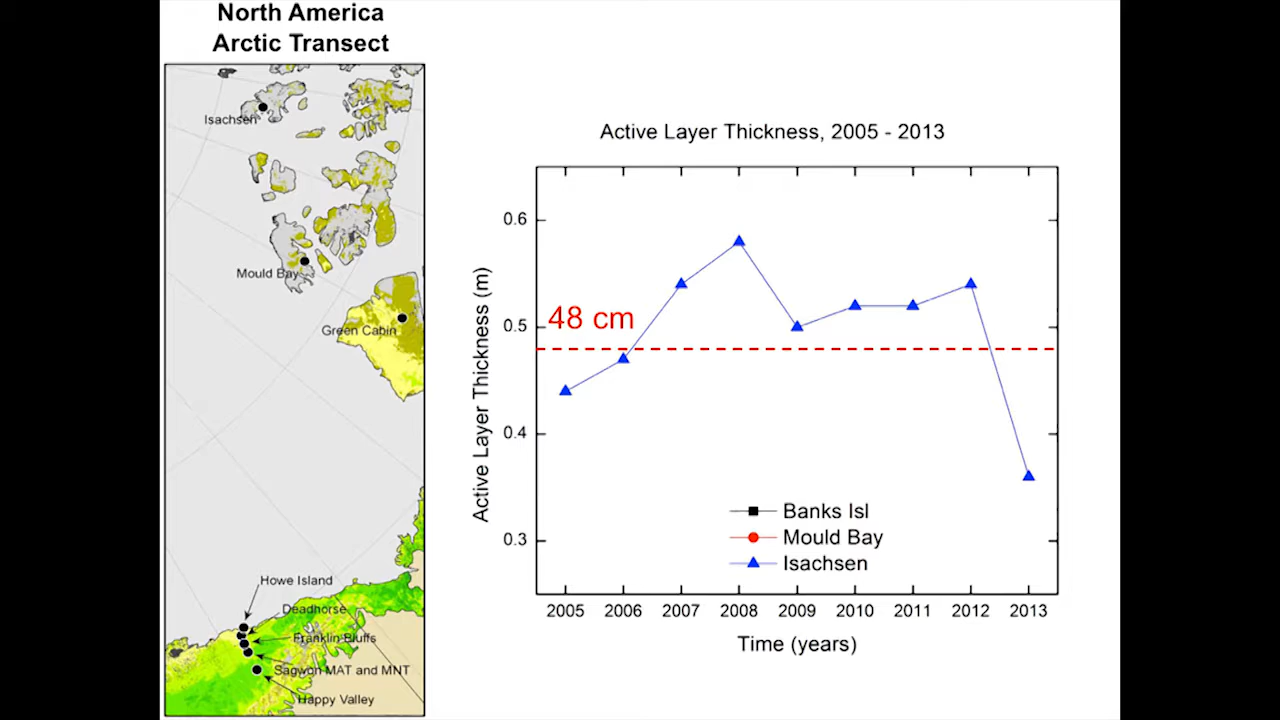 North America
Arctic Transect
Isachsen
Mould Bay
Green Cabin
Howe Island
Deadhorse
Franklin Bluffs
Sagwon MAT and MNT
Happy Valley
Active Layer Thickness, 2005 - 2013
Active Layer Thickness (m)
0.6
0.5
0.4
0.3
48 cm
Banks Isl
Mould Bay
Isachsen
2005 2006 2007 2008 2009 2010 2011 2012 2013
Time (years)